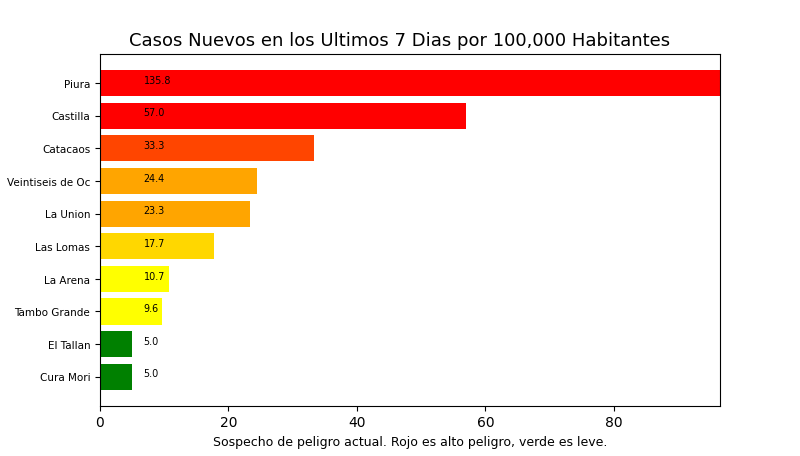 Casos Nuevos en los Ultimos 7 Dias por 100,000 Habitantes
Piura 135.8
Castilla 57.0
Catacaos 33.3
Veintiseis de Oc 24.4
La Union 23.3
Las Lomas 17.7
La Arena 10.7
Tambo Grande 9.6
El Tallan 5.0
Cura Mori 5.0
0 20 40 60 80
Sospecho de peligro actual. Rojo es alto peligro, verde es leve.